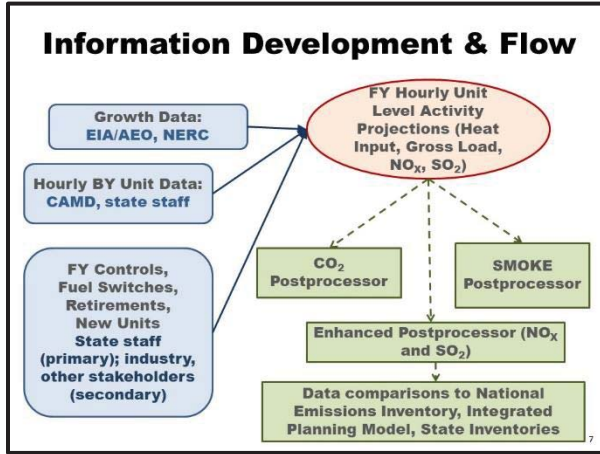 Information Development & Flow
Growth Data:
EIA/AEO, NERC
Hourly BY Unit Data:
CAMD, state staff
FY Controls,
Fuel Switches,
Retirements,
New Units
State staff
(primary); industry,
other stakeholders
(secondary)
FY Hourly Unit
Level Activity
Projections (Heat
Input, Gross Load,
NOₓ, SO₂)
CO₂
Postprocessor
SMOKE
Postprocessor
Enhanced Postprocessor (NOₓ
and SO₂)
Data comparisons to National
Emissions Inventory, Integrated
Planning Model, State Inventories
7